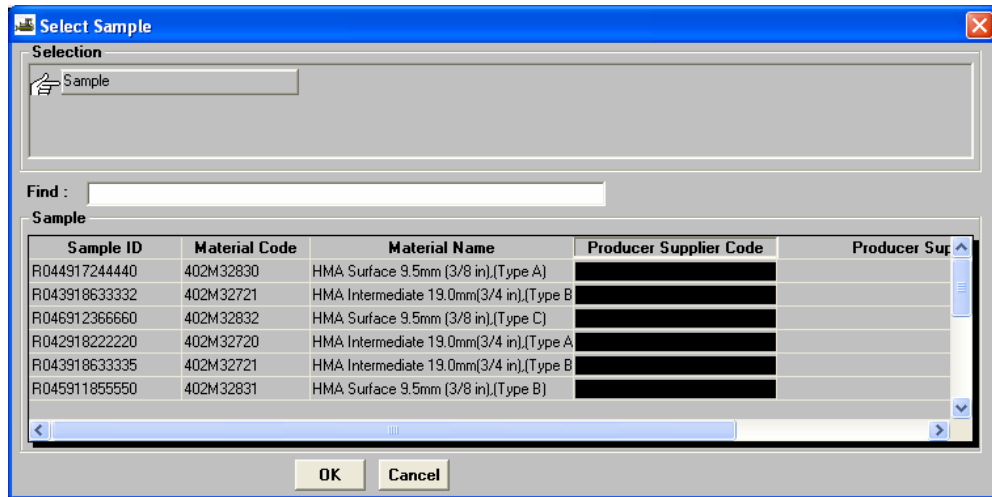 Select Sample
Selection
Sample
Find :
Sample
Sample ID Material Code Material Name Producer Supplier Code Producer Sup
R044917244440 402M32830 HMA Surface 9.5mm (3/8 in),(Type A)
R043918633332 402M32721 HMA Intermediate 19.0mm(3/4 in),(Type B
R046912366660 402M32832 HMA Surface 9.5mm (3/8 in),(Type C)
R042918222220 402M32720 HMA Intermediate 19.0mm(3/4 in),(Type A
R043918633335 402M32721 HMA Intermediate 19.0mm(3/4 in),(Type B
R045911855550 402M32831 HMA Surface 9.5mm (3/8 in),(Type B)
OK Cancel